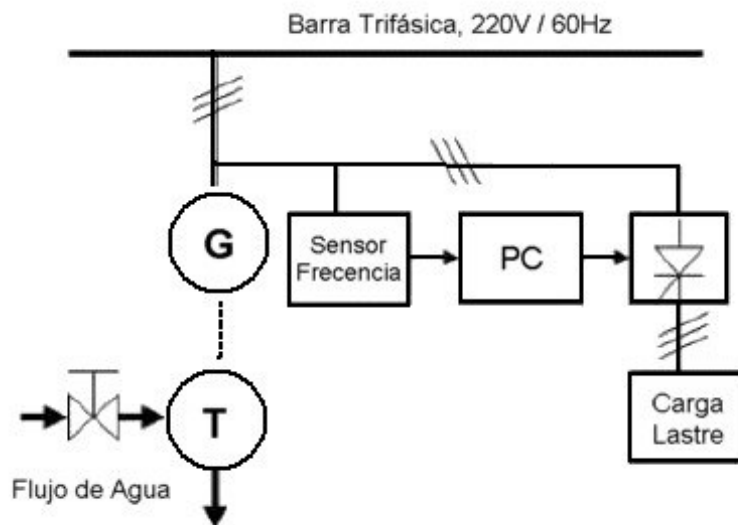 Barra Trifásica, 220V / 60Hz
G
Sensor
Frecencia
PC
T
Carga
Lastre
Flujo de Agua